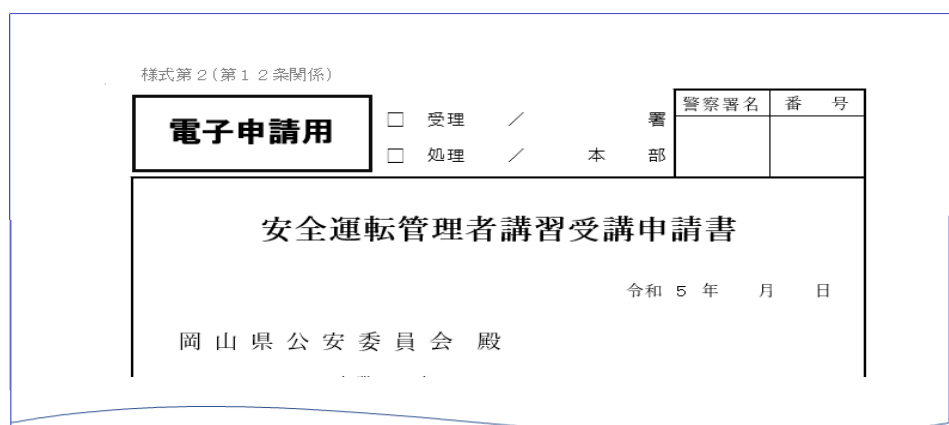 様式第2(第12条関係)
電子申請用
□ 受理 / 署
□ 処理 / 本 部
警察署名 番 号
安全運転管理者講習受講申請書
令和 5 年 月 日
岡 山 県 公 安 委 員 会 殿